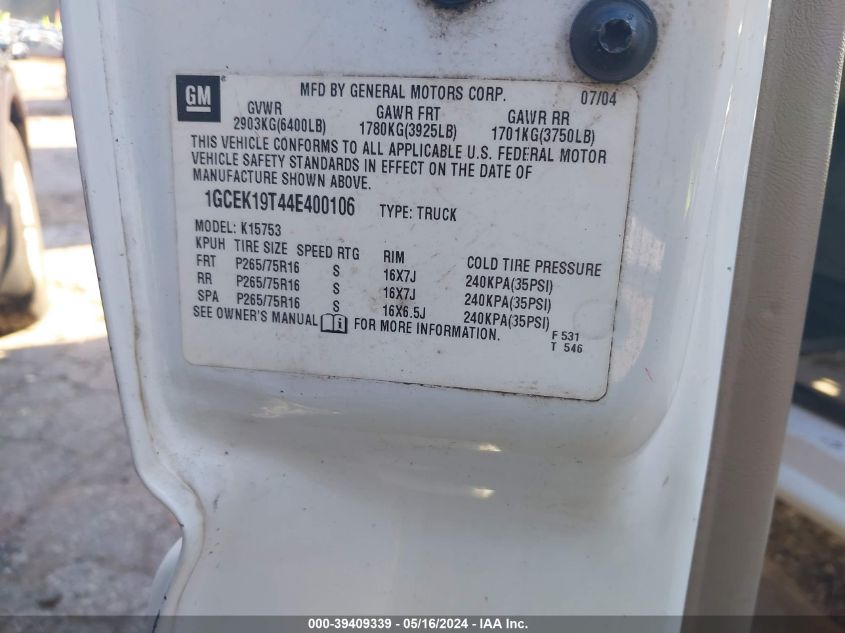 GM
MFD BY GENERAL MOTORS CORP. 07/04
GVWR GAWR FRT GAWR RR
2903KG(6400LB) 1780KG(3925LB) 1701KG(3750LB)
THIS VEHICLE CONFORMS TO ALL APPLICABLE U.S. FEDERAL MOTOR
VEHICLE SAFETY STANDARDS IN EFFECT ON THE DATE OF
MANUFACTURE SHOWN ABOVE.
1GCEK19T44E400106 TYPE: TRUCK
MODEL: K15753
KPUH TIRE SIZE SPEED RTG RIM COLD TIRE PRESSURE
FRT P265/75R16 S 16X7J 240KPA(35PSI)
RR P265/75R16 S 16X7J 240KPA(35PSI)
SPA P265/75R16 S 16X6.5J 240KPA(35PSI)
SEE OWNER'S MANUAL i FOR MORE INFORMATION.
F 531
T 546
000-39409339 - 05/16/2024 - IAA Inc.